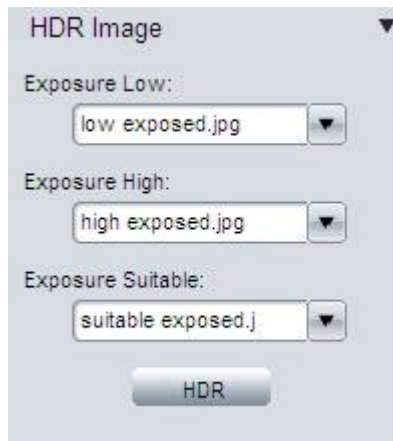 HDR Image
Exposure Low:
low exposed.jpg
Exposure High:
high exposed.jpg
Exposure Suitable:
suitable exposed.j
HDR